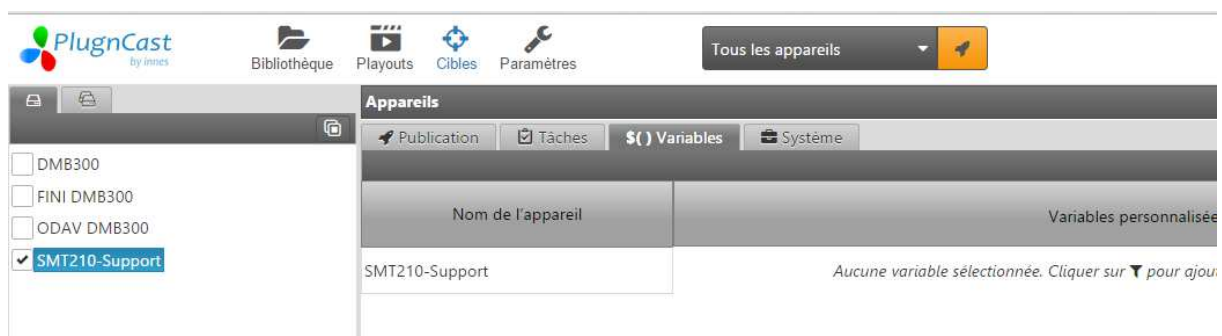 PlugnCast
by innes
Bibliothèque
Playouts
Cibles
Paramètres
Tous les appareils
Appareils
Publication
Tâches
$( ) Variables
Système
DMB300
FINI DMB300
ODAV DMB300
SMT210-Support
Nom de l'appareil
Variables personnalisée
SMT210-Support
Aucune variable sélectionnée. Cliquer sur pour ajou